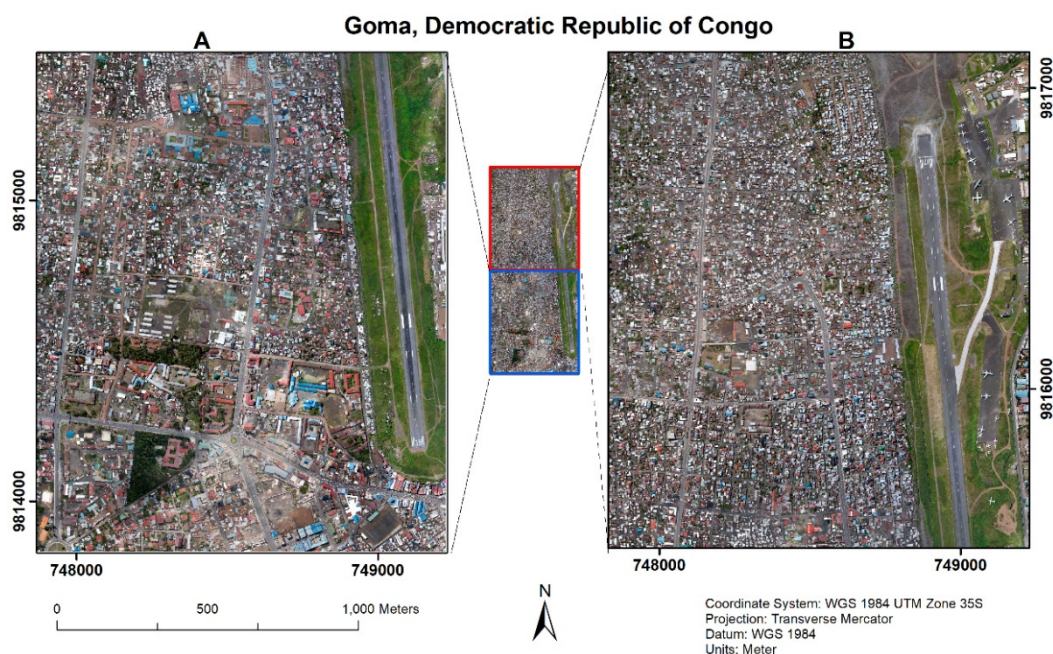 Goma, Democratic Republic of Congo
A
B
9815000
9814000
748000
749000
9817000
9816000
748000
749000
0 500 1,000 Meters
N
Coordinate System: WGS 1984 UTM Zone 35S
Projection: Transverse Mercator
Datum: WGS 1984
Units: Meter